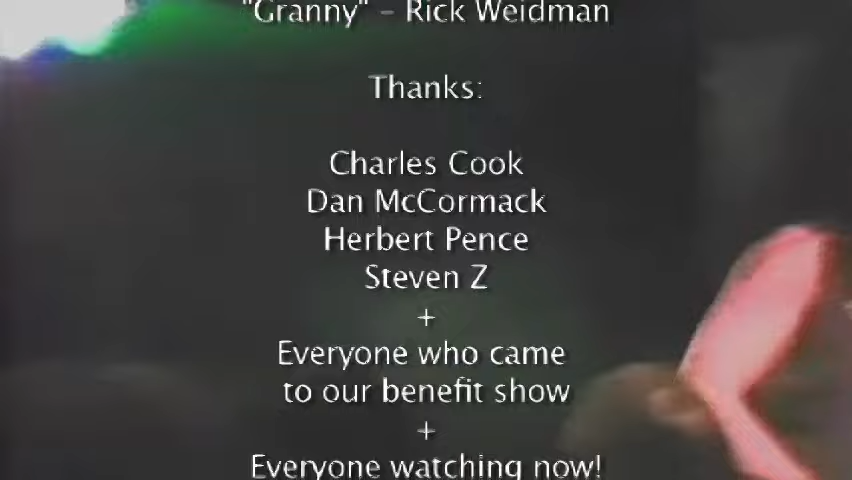 "Granny" – Rick Weidman
Thanks:
Charles Cook
Dan McCormack
Herbert Pence
Steven Z
+
Everyone who came
to our benefit show
+
Everyone watching now!